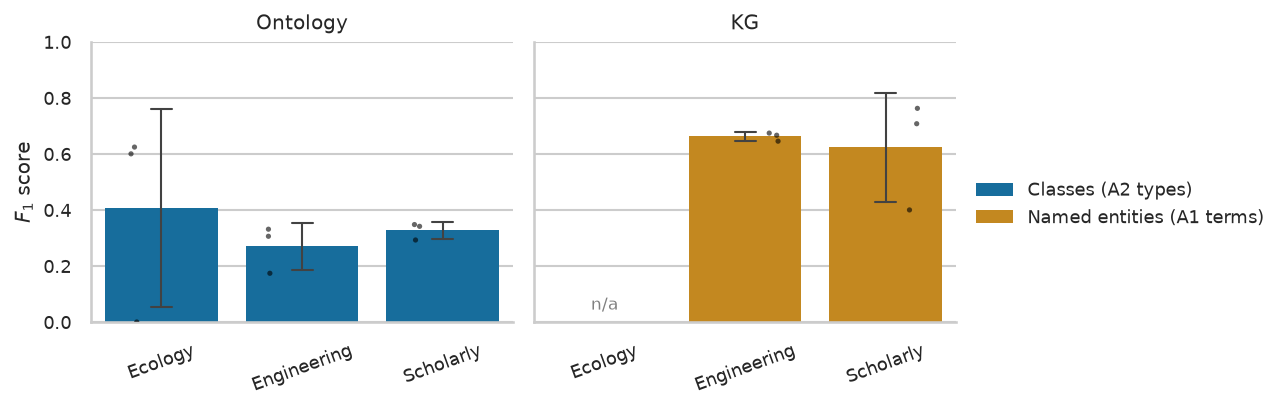 Ontology
KG
1.0
0.8
0.6
0.4
0.2
0.0
F1 score
n/a
Ecology
Engineering
Scholarly
Ecology
Engineering
Scholarly
Classes (A2 types)
Named entities (A1 terms)